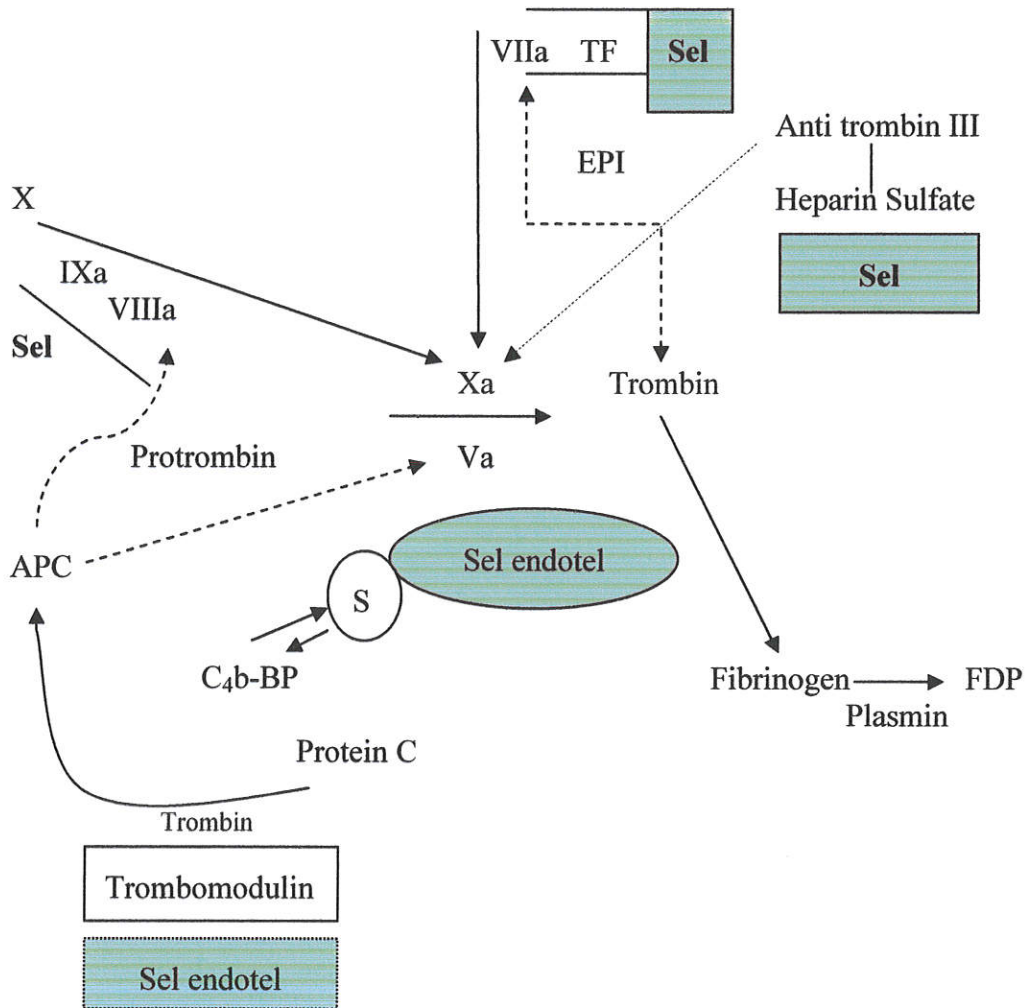 VIIa TF Sel
Anti trombin III
EPI
X
Heparin Sulfate
IXa
Sel
VIIIa
Sel
Xa
Trombin
Protrombin
Va
APC
Sel endotel
S
C4b-BP
Fibrinogen
FDP
Plasmin
Protein C
Trombin
Trombomodulin
Sel endotel